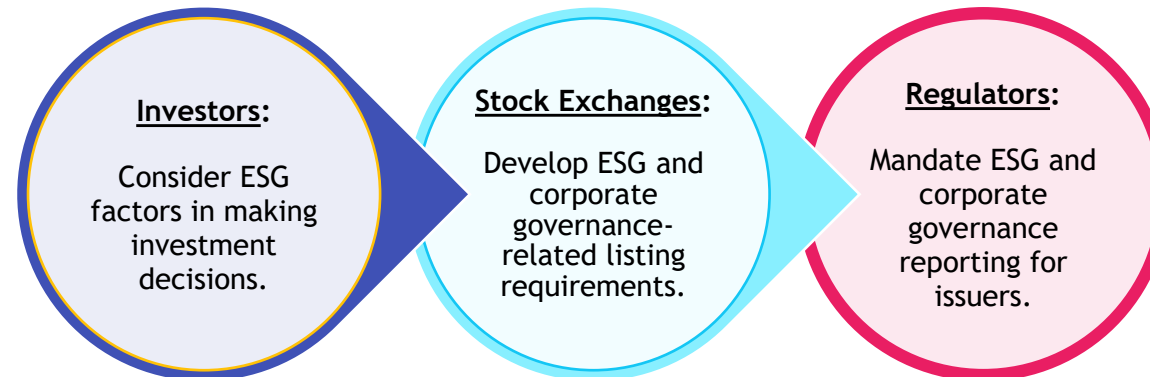 Investors:
Consider ESG
factors in making
investment
decisions.
Stock Exchanges:
Develop ESG and
corporate
governance-
related listing
requirements.
Regulators:
Mandate ESG and
corporate
governance
reporting for
issuers.